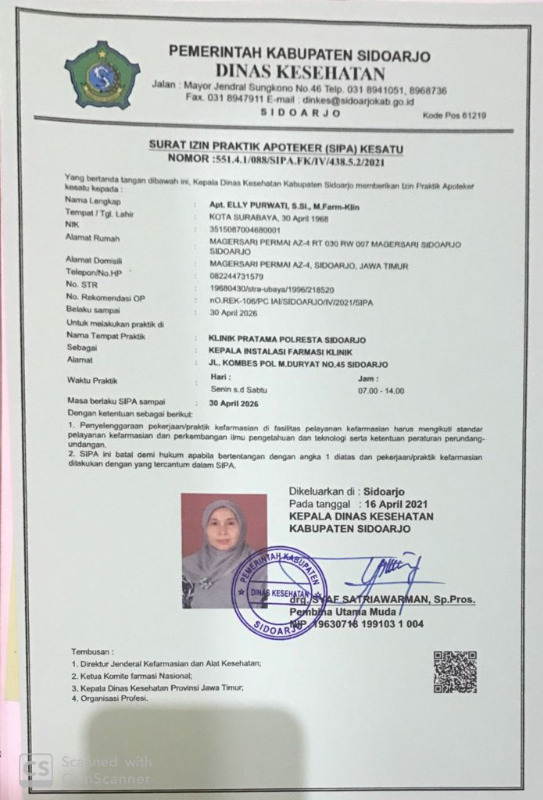 PEMERINTAH KABUPATEN SIDOARJO
DINAS KESEHATAN
Jalan : Mayor Jendral Sungkono No.46 Telp. 031 8941051, 8968736
Fax. 031 8947911 E-mail : dinkes@sidoarjokab.go.id
SIDOARJO
Kode Pos 61219
SURAT IZIN PRAKTIK APOTEKER (SIPA) KESATU
NOMOR :551.4.1/088/SIPA.FK/IV/438.5.2/2021
Yang bertanda tangan dibawah ini, Kepala Dinas Kesehatan Kabupaten Sidoarjo memberikan Izin Praktik Apoteker
kesatu kepada :
Nama Lengkap : Apt. ELLY PURWATI, S.Si., M.Farm-Klin
Tempat / Tgl. Lahir : KOTA SURABAYA, 30 April 1968
NIK : 3515087004680001
Alamat Rumah : MAGERSARI PERMAI AZ-4 RT 030 RW 007 MAGERSARI SIDOARJO
SIDOARJO
Alamat Domisili : MAGERSARI PERMAI AZ-4, SIDOARJO, JAWA TIMUR
Telepon/No.HP : 082244731579
No. STR : 19680430/stra-ubaya/1996/218520
No. Rekomendasi OP : nO.REK-106/PC IAI/SIDOARJO/IV/2021/SIPA
Belaku sampai : 30 April 2026
Untuk melakukan praktik di :
Nama Tempat Praktik : KLINIK PRATAMA POLRESTA SIDOARJO
Sebagai : KEPALA INSTALASI FARMASI KLINIK
Alamat : JL. KOMBES POL M.DURYAT NO.45 SIDOARJO
Waktu Praktik : Hari : Jam :
Senin s.d Sabtu 07.00 - 14.00
Masa berlaku SIPA sampai : 30 April 2026
Dengan ketentuan sebagai berikut:
1. Penyelenggaraan pekerjaan/praktik kefarmasian di fasilitas pelayanan kefarmasian harus mengikuti standar
pelayanan kefarmasian dan perkembangan ilmu pengetahuan dan teknologi serta ketentuan peraturan perundang-
undangan.
2. SIPA ini batal demi hukum apabila bertentangan dengan angka 1 diatas dan pekerjaan/praktik kefarmasian
dilakukan dengan yang tercantum dalam SIPA.
Dikeluarkan di : Sidoarjo
Pada tanggal : 16 April 2021
KEPALA DINAS KESEHATAN
KABUPATEN SIDOARJO
PEMERINTAH KABUPATEN
DINAS KESEHATAN
SIDOARJO
drg. SYAF SATRIAWARMAN, Sp.Pros.
Pembina Utama Muda
NIP. 19630718 199103 1 004
Tembusan :
1. Direktur Jenderal Kefarmasian dan Alat Kesehatan;
2. Ketua Komite farmasi Nasional;
3. Kepala Dinas Kesehatan Provinsi Jawa Timur;
4. Organisasi Profesi.
CS Scanned with
CamScanner